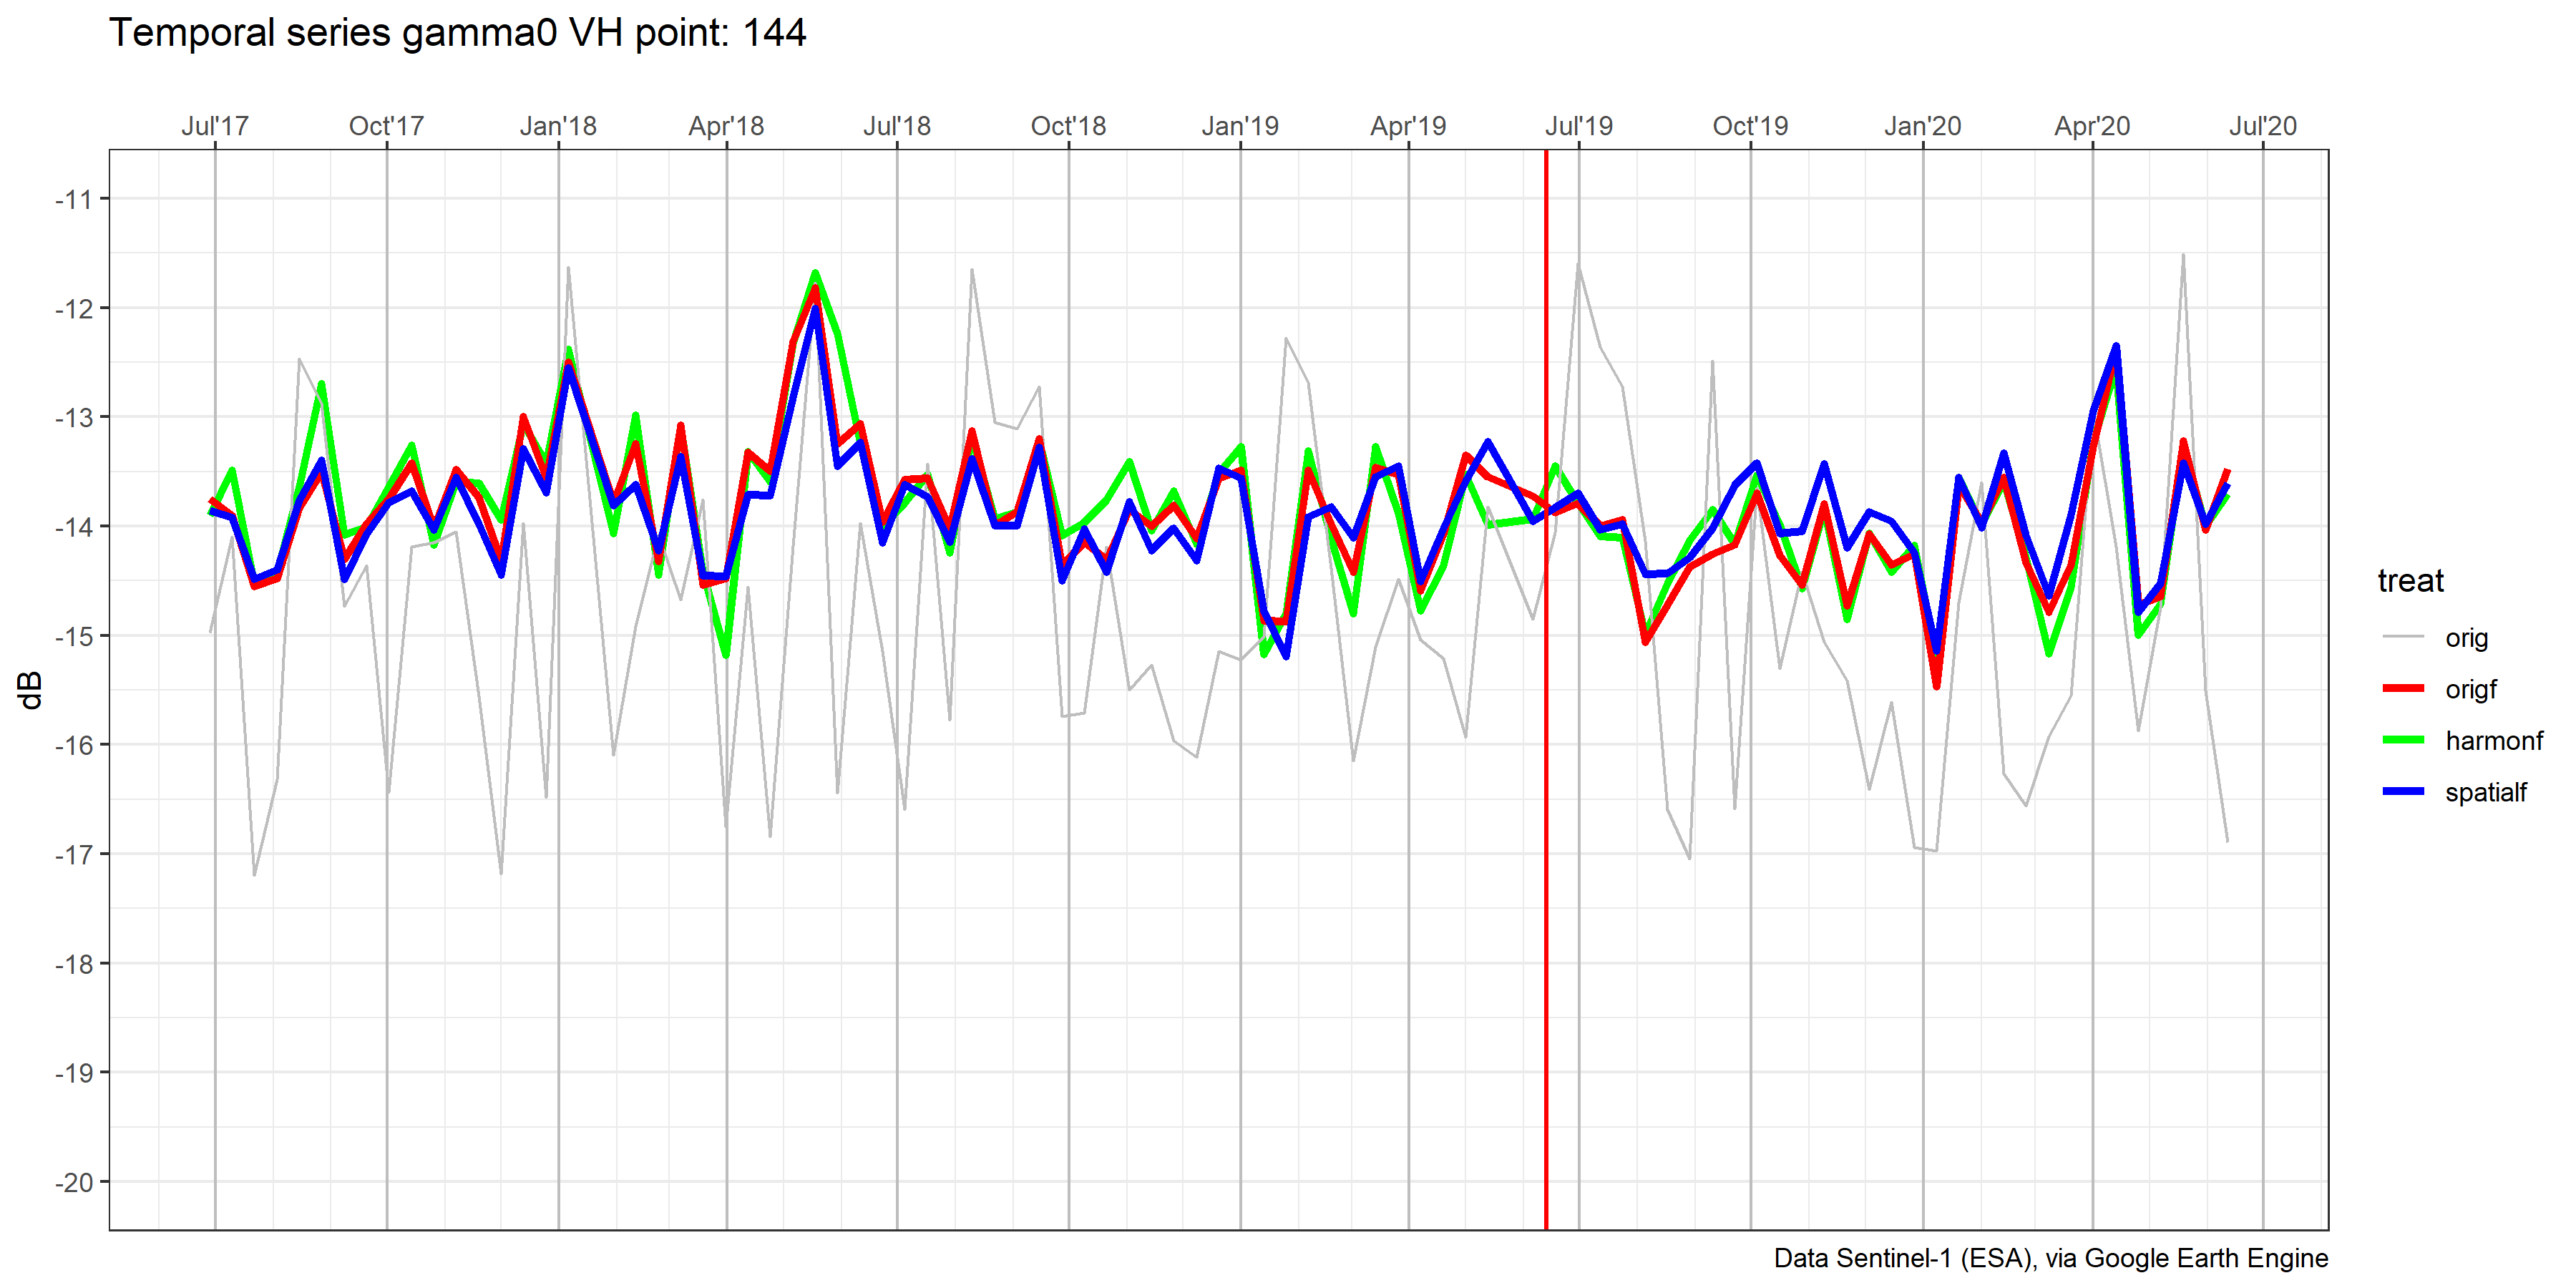 Temporal series gamma0 VH point: 144
Jul'17 Oct'17 Jan'18 Apr'18 Jul'18 Oct'18 Jan'19 Apr'19 Jul'19 Oct'19 Jan'20 Apr'20 Jul'20
-11
-12
-13
-14
-15
-16
-17
-18
-19
-20
dB
treat
orig
origf
harmonf
spatialf
Data Sentinel-1 (ESA), via Google Earth Engine